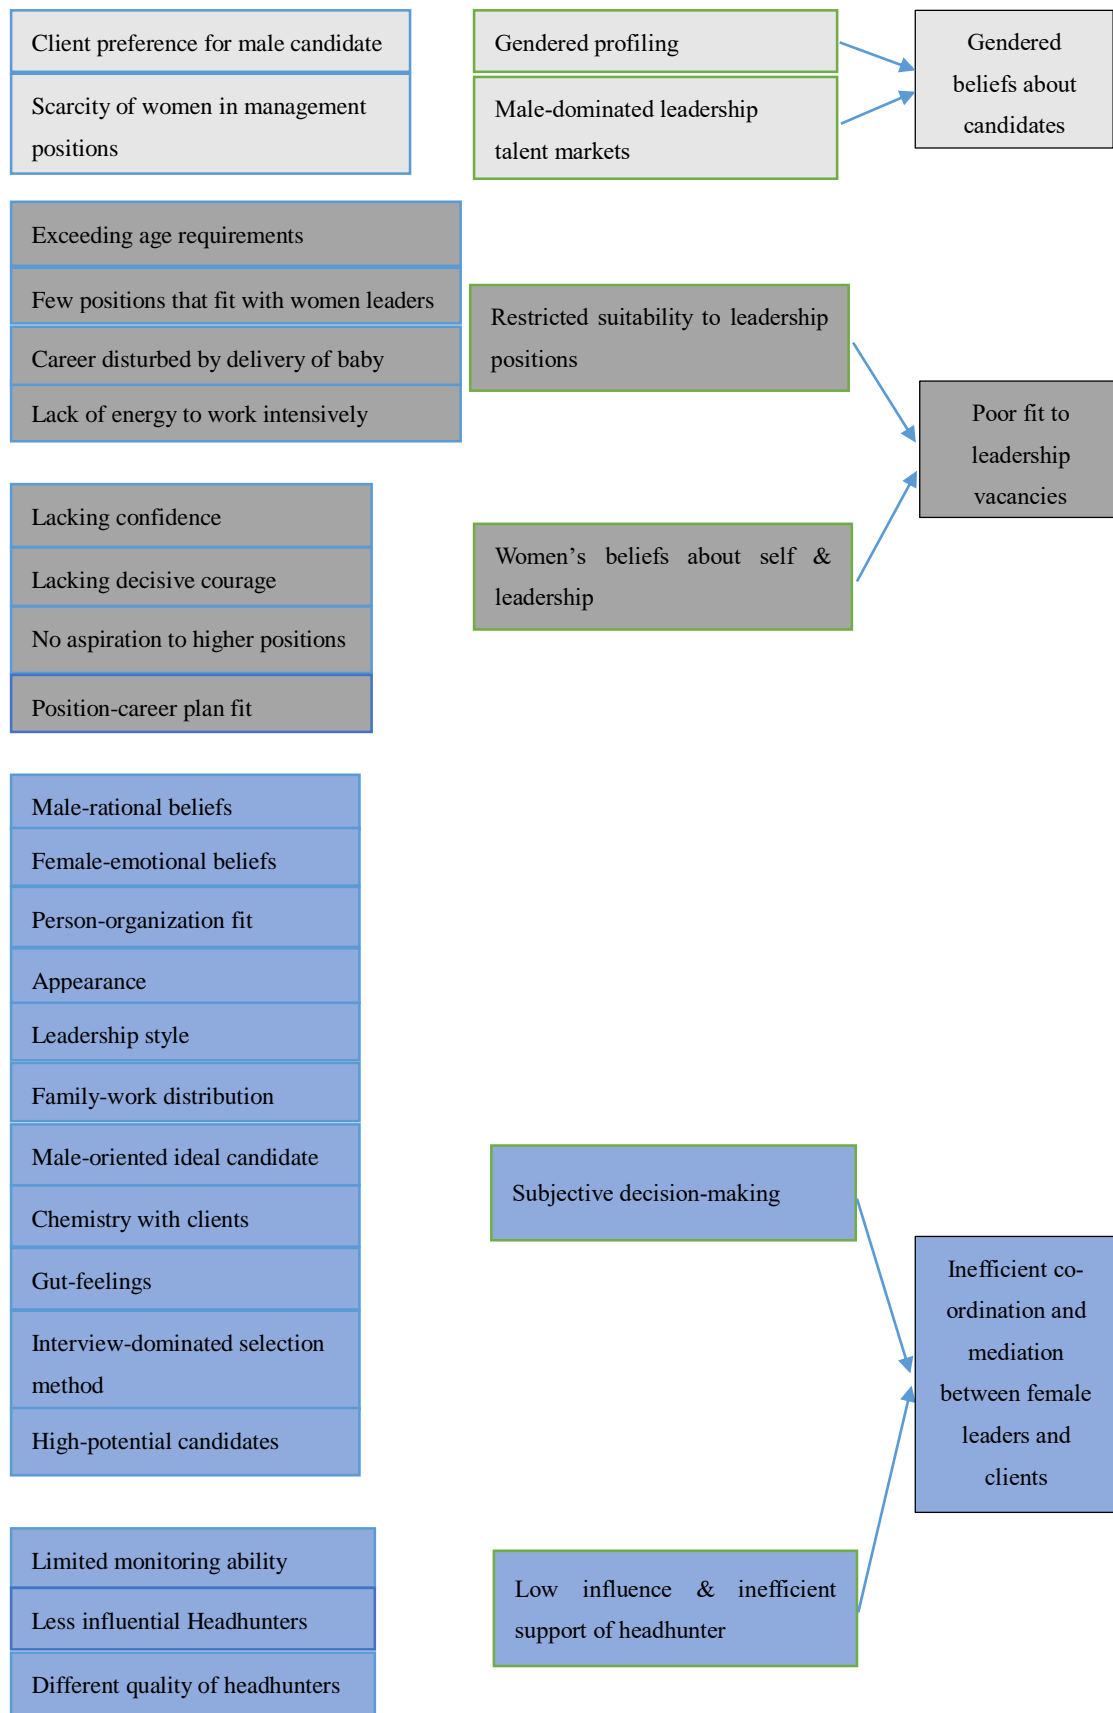 Client preference for male candidate
Scarcity of women in management
positions
Gendered profiling
Male-dominated leadership
talent markets
Gendered
beliefs about
candidates
Exceeding age requirements
Few positions that fit with women leaders
Career disturbed by delivery of baby
Lack of energy to work intensively
Restricted suitability to leadership
positions
Lacking confidence
Lacking decisive courage
No aspiration to higher positions
Position-career plan fit
Women’s beliefs about self &
leadership
Poor fit to
leadership
vacancies
Male-rational beliefs
Female-emotional beliefs
Person-organization fit
Appearance
Leadership style
Family-work distribution
Male-oriented ideal candidate
Chemistry with clients
Gut-feelings
Interview-dominated selection
method
High-potential candidates
Subjective decision-making
Limited monitoring ability
Less influential Headhunters
Different quality of headhunters
Low influence & inefficient
support of headhunter
Inefficient co-
ordination and
mediation
between female
leaders and
clients